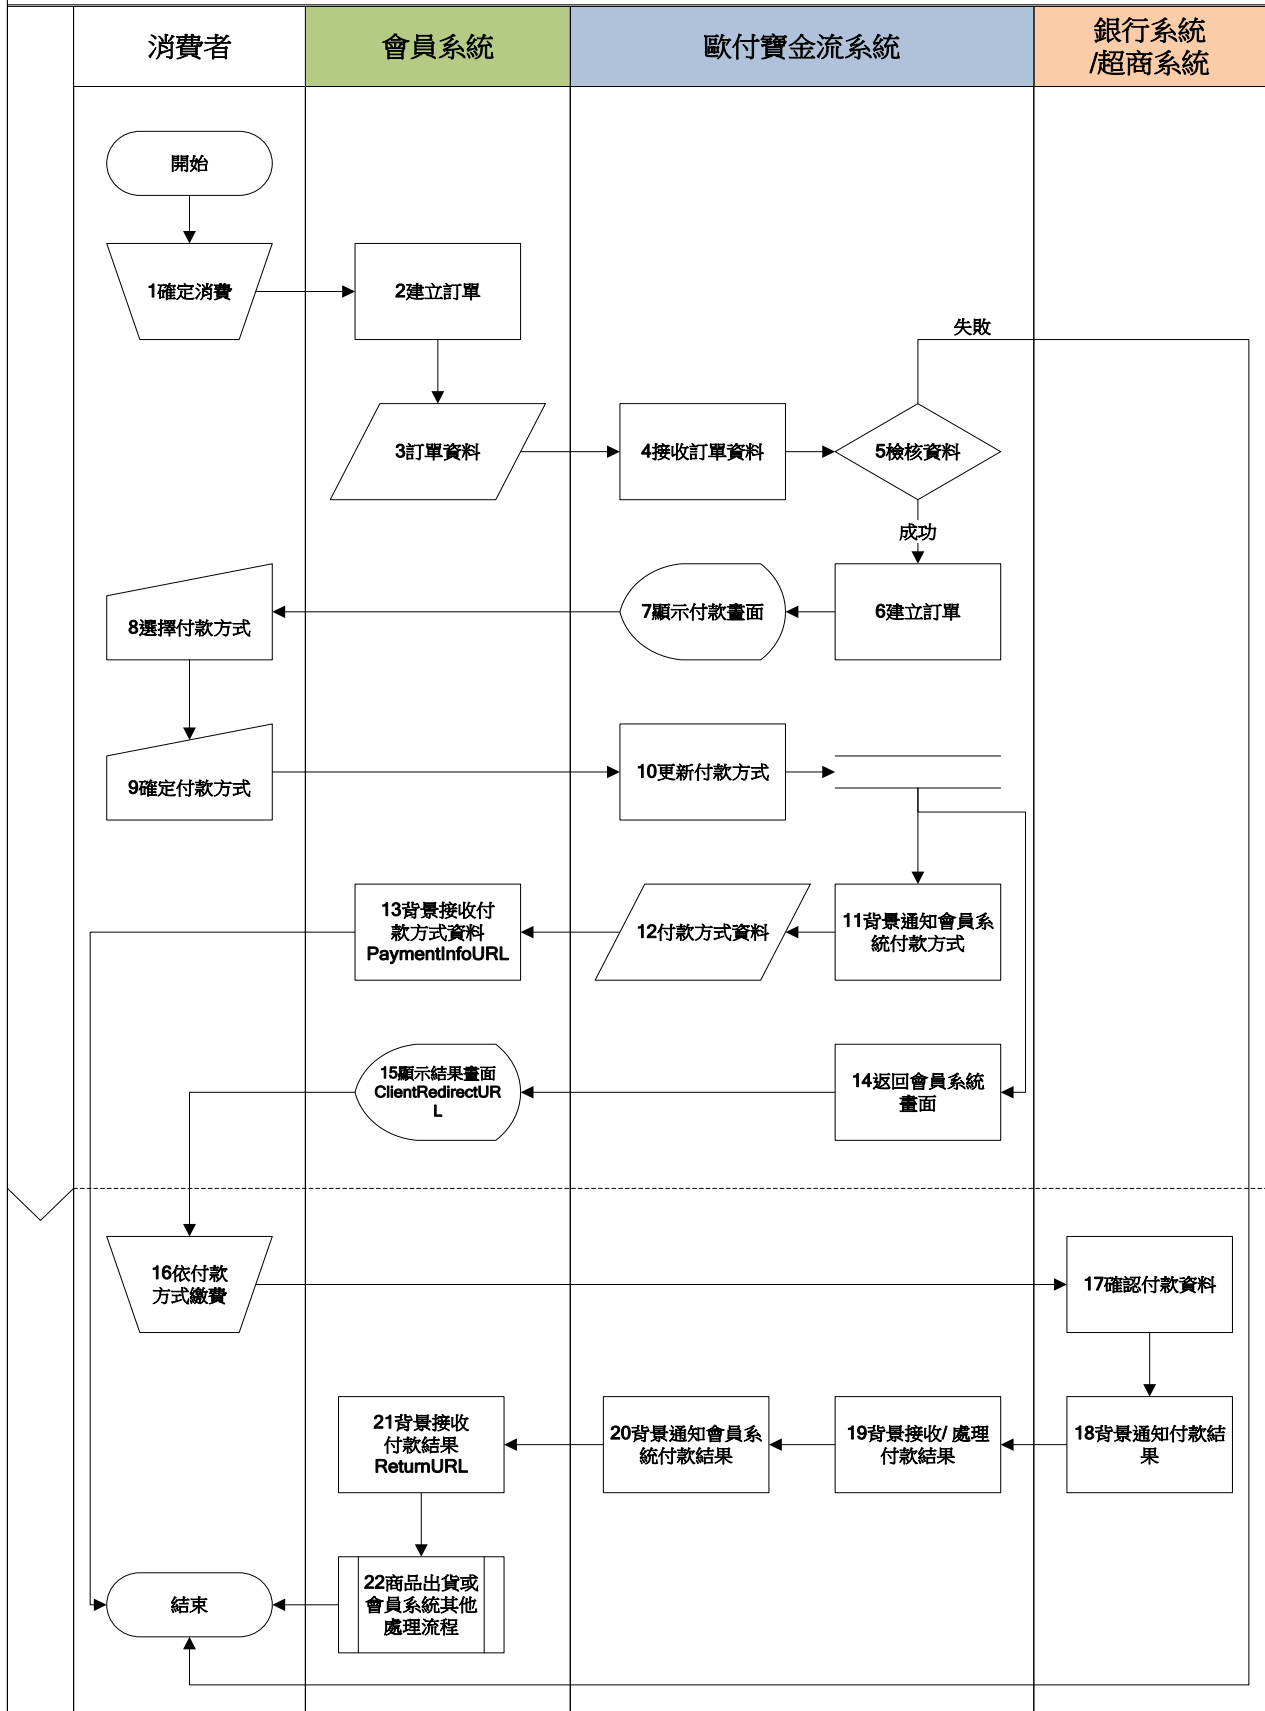 消費者
會員系統
歐付寶金流系統
銀行系統
/超商系統
開始
1確定消費
2建立訂單
失敗
3訂單資料
4接收訂單資料
5檢核資料
成功
8選擇付款方式
7顯示付款畫面
6建立訂單
9確定付款方式
10更新付款方式
13背景接收付
款方式資料
PaymentInfoURL
12付款方式資料
11背景通知會員系
統付款方式
15顯示結果畫面
ClientRedirectUR
L
14返回會員系統
畫面
16依付款
方式繳費
17確認付款資料
21背景接收
付款結果
ReturnURL
20背景通知會員系
統付款結果
19背景接收/ 處理
付款結果
18背景通知付款結
果
結束
22商品出貨或
會員系統其他
處理流程